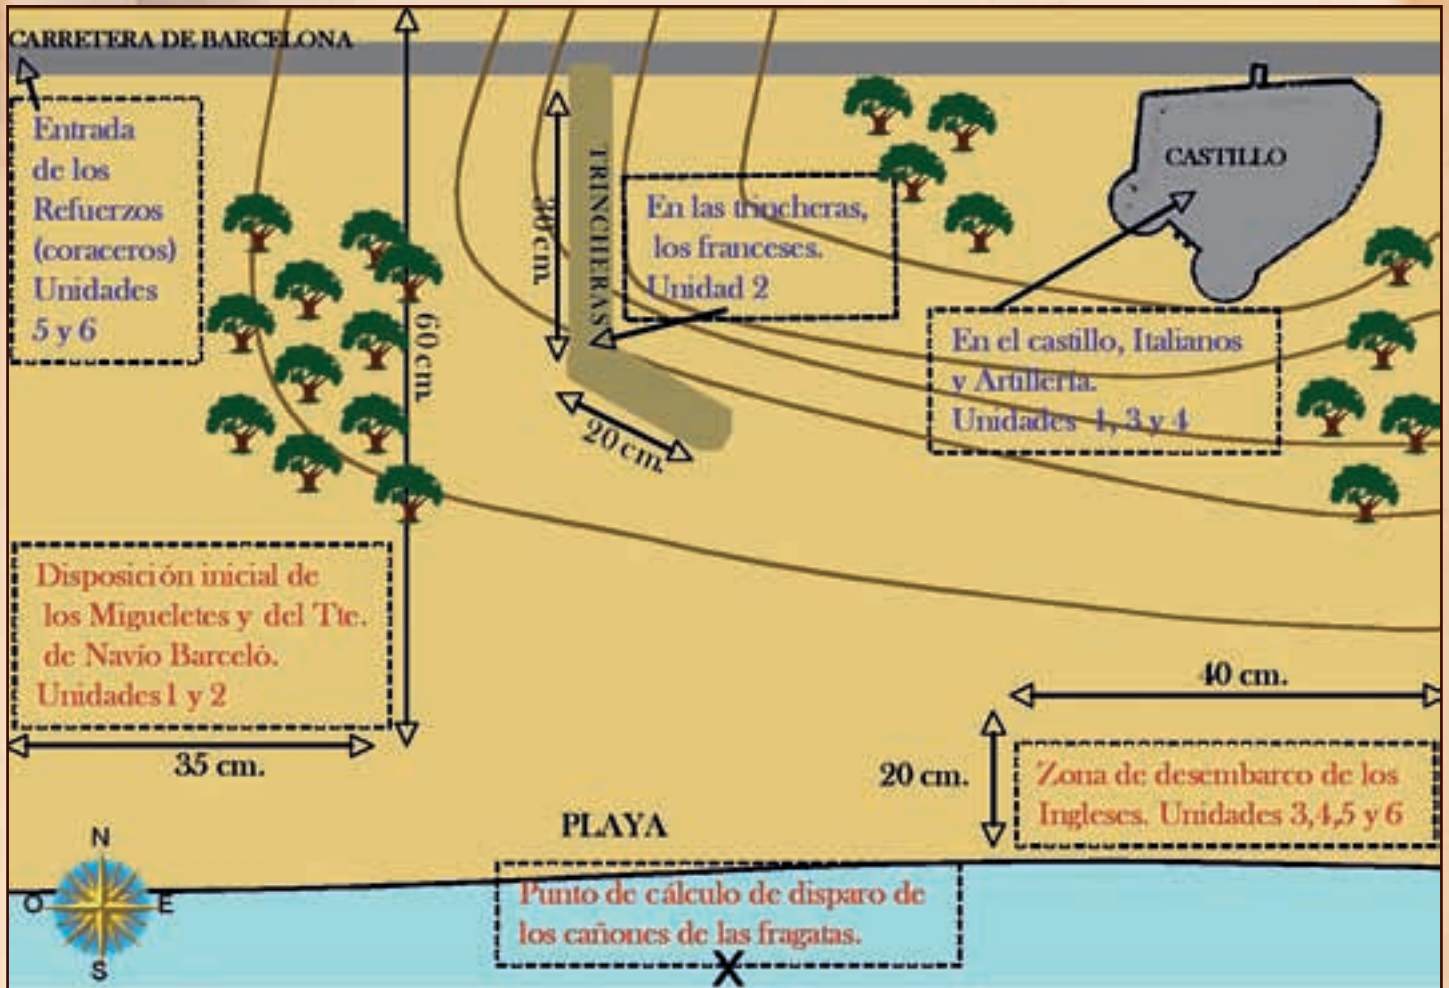 CARRETERA DE BARCELONA
Entrada
de los
Refuerzos
(coraceros)
Unidades
5 y 6
60 cm.
30 cm.
TRINCHERAS
20 cm.
En las trincheras,
los franceses.
Unidad 2
CASTILLO
En el castillo, Italianos
y Artillería.
Unidades 1, 3 y 4
Disposición inicial de
los Migueletes y del Tte.
de Navío Barceló.
Unidades 1 y 2
35 cm.
40 cm.
20 cm.
Zona de desembarco de los
Ingleses. Unidades 3,4,5 y 6
PLAYA
Punto de cálculo de disparo de
los cañones de las fragatas.
X
N
O E
S